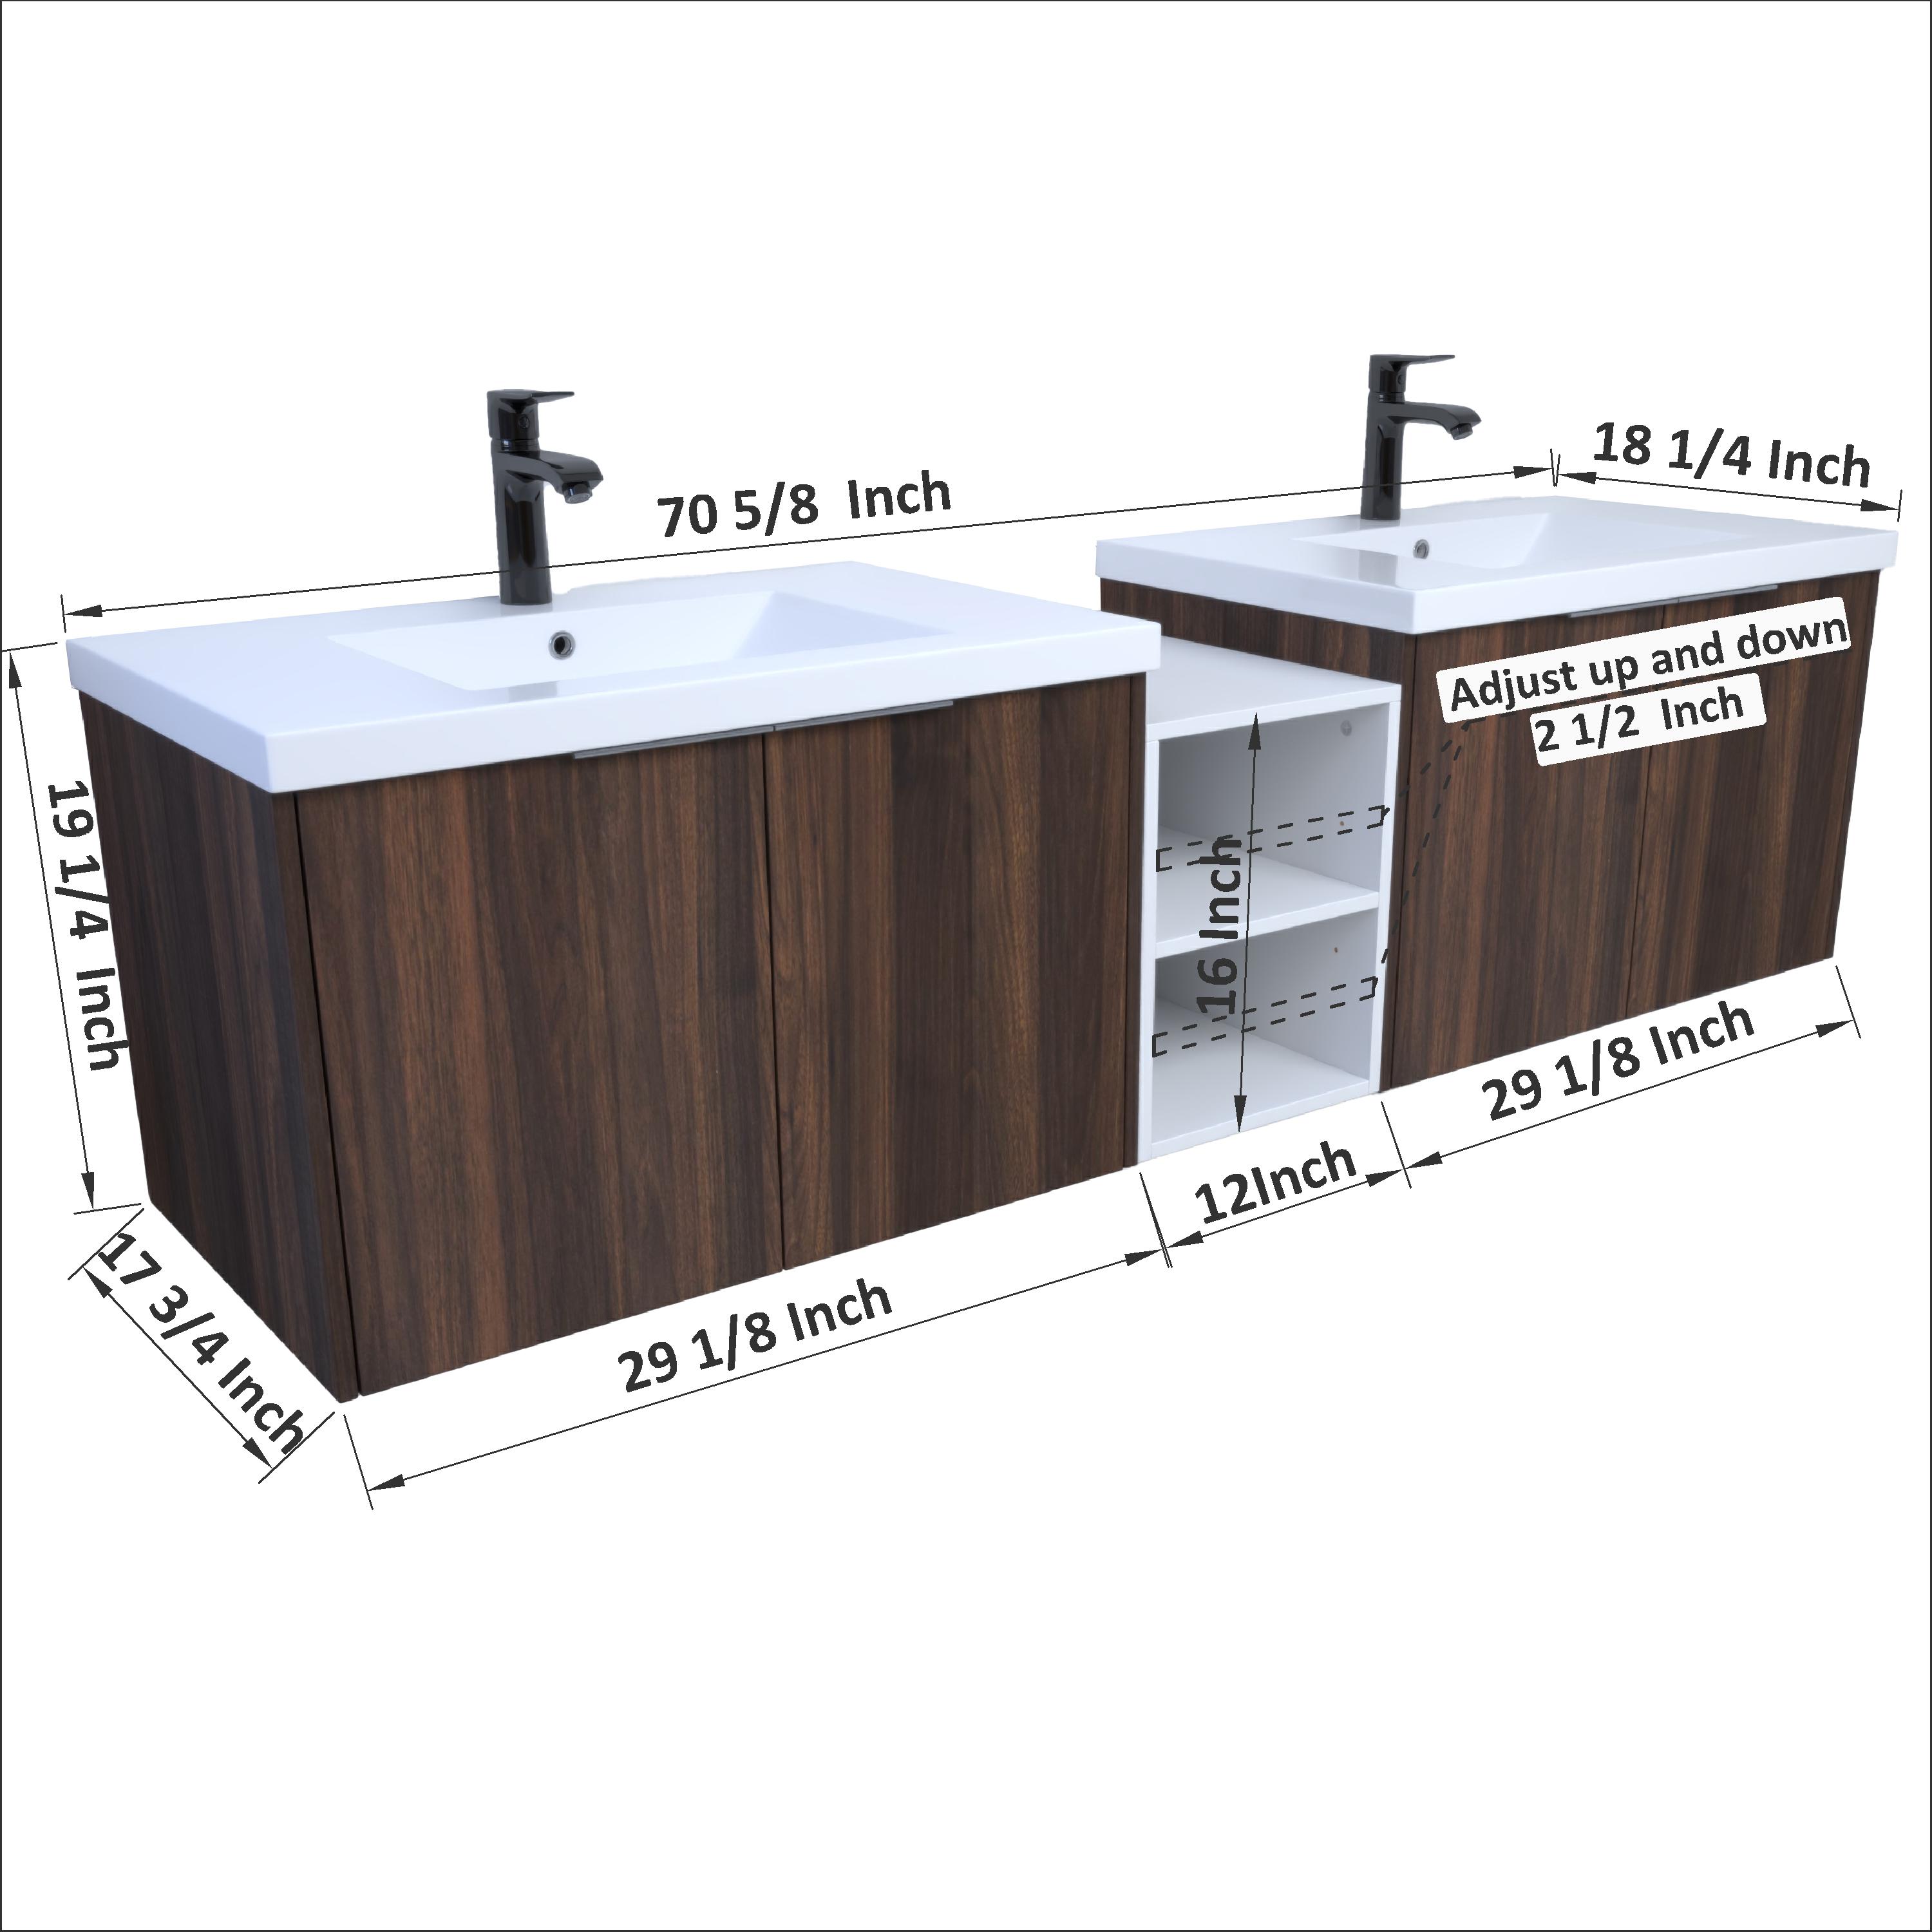 18 1/4 Inch
70 5/8 Inch
Adjust up and down
2 1/2 Inch
19 1/4 Inch
16 Inch
29 1/8 Inch
12Inch
17 3/4 Inch
29 1/8 Inch